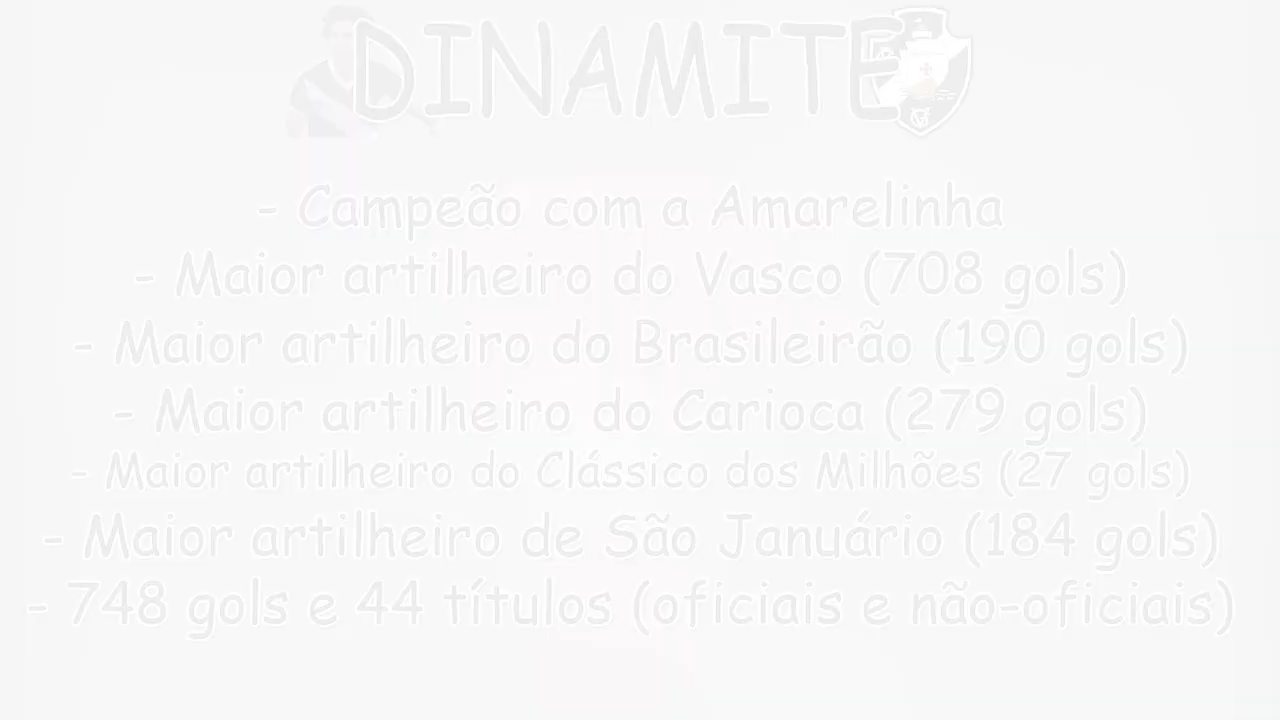 DINAMITE
- Campeão com a Amarelinha
- Maior artilheiro do Vasco (708 gols)
- Maior artilheiro do Brasileirão (190 gols)
- Maior artilheiro do Carioca (279 gols)
- Maior artilheiro do Clássico dos Milhões (27 gols)
- Maior artilheiro de São Januário (184 gols)
- 748 gols e 44 títulos (oficiais e não-oficiais)